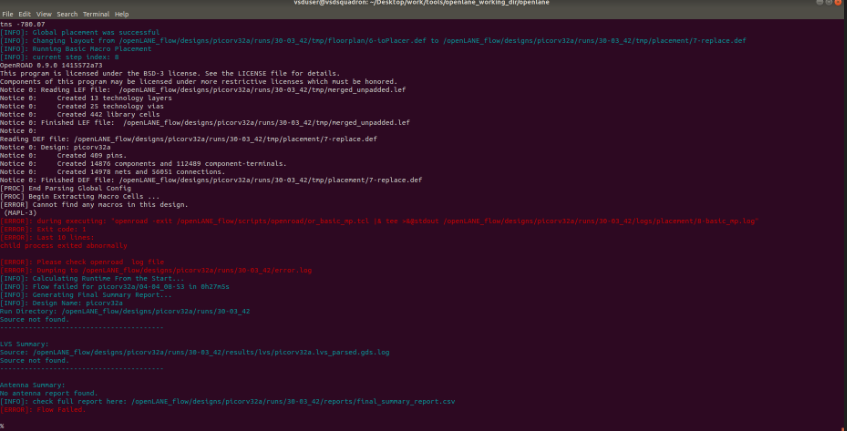 vsduser@vsdsquadron: ~/Desktop/work/tools/openlane_working_dir/openlane
File Edit View Search Terminal Help
tns -780.07
[INFO]: Global placement was successful
[INFO]: Changing layout from /openLANE_flow/designs/picorv32a/runs/30-03_42/tmp/floorplan/6-ioPlacer.def to /openLANE_flow/designs/picorv32a/runs/30-03_42/tmp/placement/7-replace.def
[INFO]: Running Basic Macro Placement
[INFO]: current step index: 8
OpenROAD 0.9.0 1415572a73
This program is licensed under the BSD-3 license. See the LICENSE file for details.
Components of this program may be licensed under more restrictive licenses which must be honored.
Notice 0: Reading LEF file:  /openLANE_flow/designs/picorv32a/runs/30-03_42/tmp/merged_unpadded.lef
Notice 0:     Created 13 technology layers
Notice 0:     Created 25 technology vias
Notice 0:     Created 442 library cells
Notice 0: Finished LEF file:  /openLANE_flow/designs/picorv32a/runs/30-03_42/tmp/merged_unpadded.lef
Notice 0:
Reading DEF file: /openLANE_flow/designs/picorv32a/runs/30-03_42/tmp/placement/7-replace.def
Notice 0: Design: picorv32a
Notice 0:     Created 409 pins.
Notice 0:     Created 14876 components and 112489 component-terminals.
Notice 0:     Created 14978 nets and 56051 connections.
Notice 0: Finished DEF file: /openLANE_flow/designs/picorv32a/runs/30-03_42/tmp/placement/7-replace.def
[PROC] End Parsing Global Config
[PROC] Begin Extracting Macro Cells ...
[ERROR] Cannot find any macros in this design.
 (MAPL-3)
[ERROR]: during executing: "openroad -exit /openLANE_flow/scripts/openroad/or_basic_mp.tcl |& tee >&@stdout /openLANE_flow/designs/picorv32a/runs/30-03_42/logs/placement/8-basic_mp.log"
[ERROR]: Exit code: 1
[ERROR]: Last 10 lines:
child process exited abnormally
[ERROR]: Please check openroad  log file
[ERROR]: Dumping to /openLANE_flow/designs/picorv32a/runs/30-03_42/error.log
[INFO]: Calculating Runtime From the Start...
[INFO]: Flow failed for picorv32a/04-04_08-53 in 0h27m5s
[INFO]: Generating Final Summary Report...
[INFO]: Design Name: picorv32a
Run Directory: /openLANE_flow/designs/picorv32a/runs/30-03_42
Source not found.
----------------------------------------
LVS Summary:
Source: /openLANE_flow/designs/picorv32a/runs/30-03_42/results/lvs/picorv32a.lvs_parsed.gds.log
Source not found.
----------------------------------------
Antenna Summary:
No antenna report found.
[INFO]: check full report here: /openLANE_flow/designs/picorv32a/runs/30-03_42/reports/final_summary_report.csv
[ERROR]: Flow Failed.
%